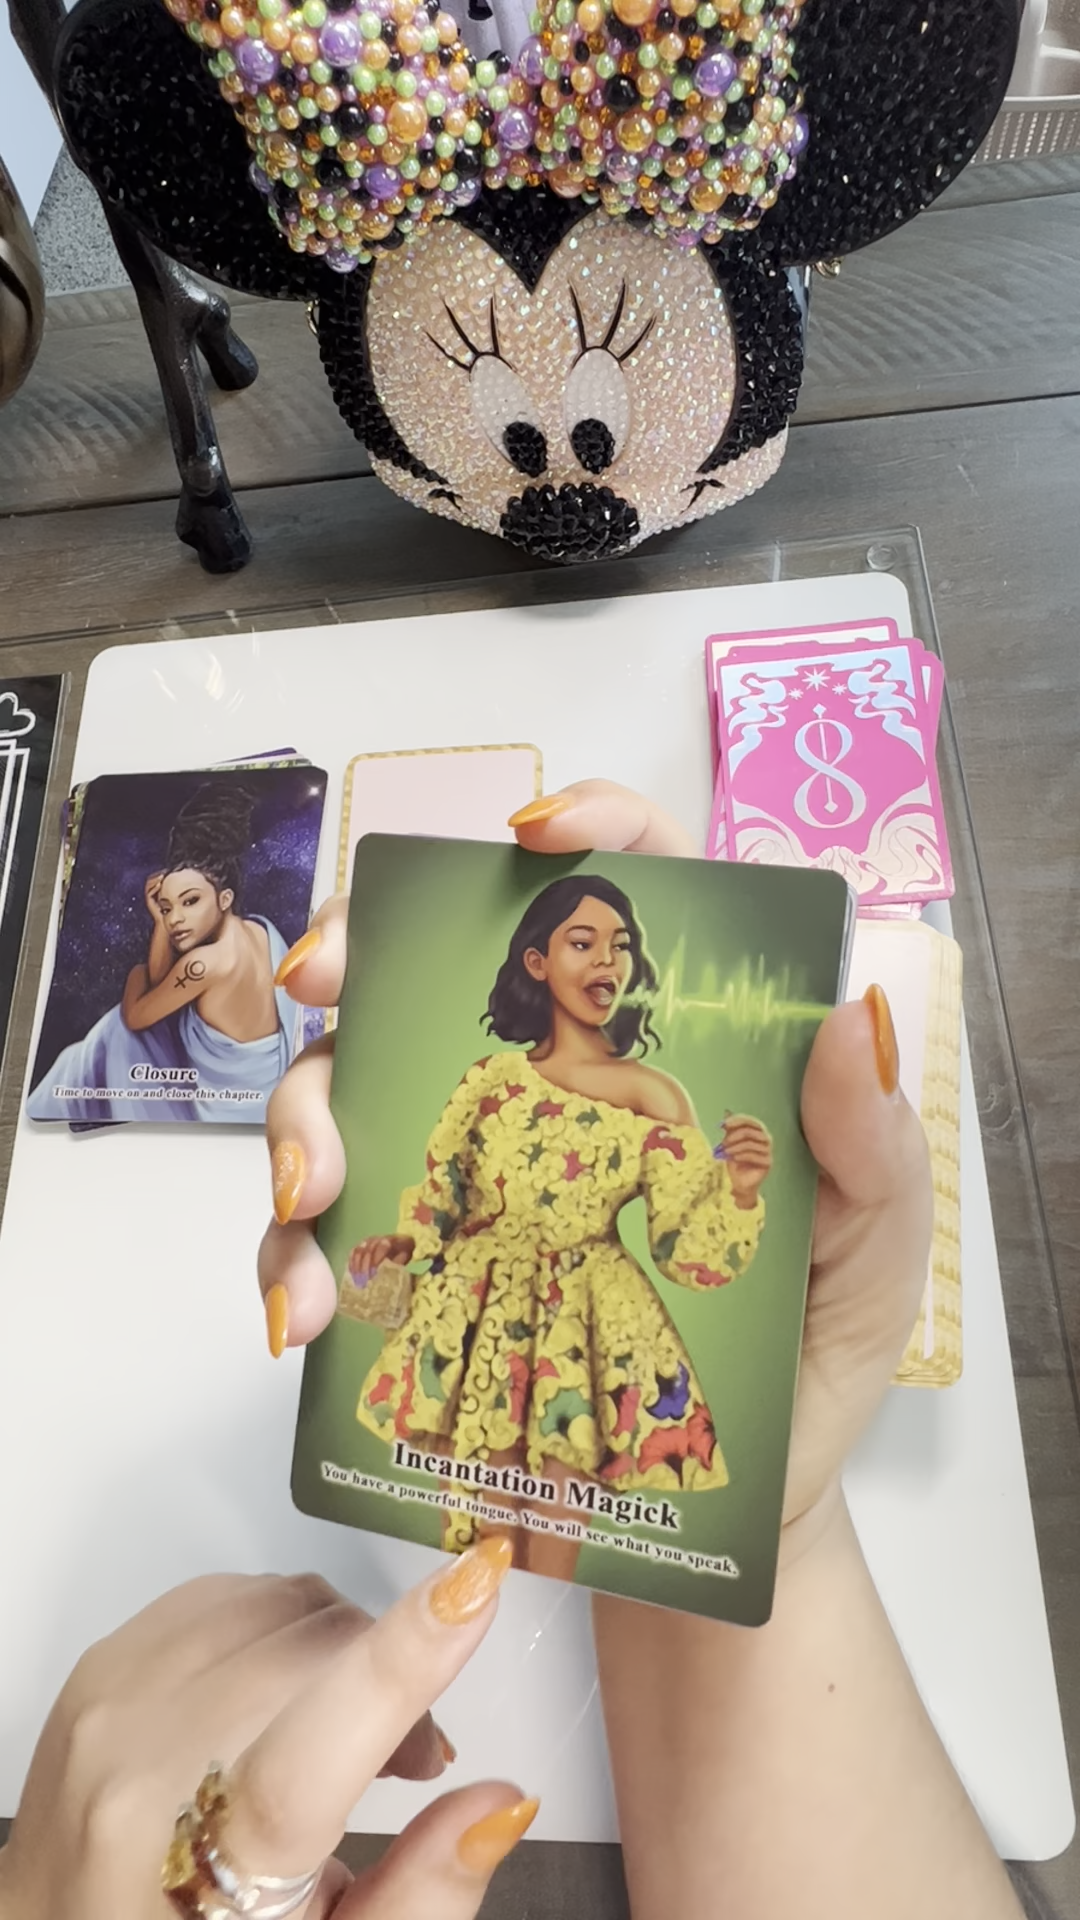 Closure
Time to move on and close this chapter.
Incantation Magick
You have a powerful tongue. You will see what you speak.